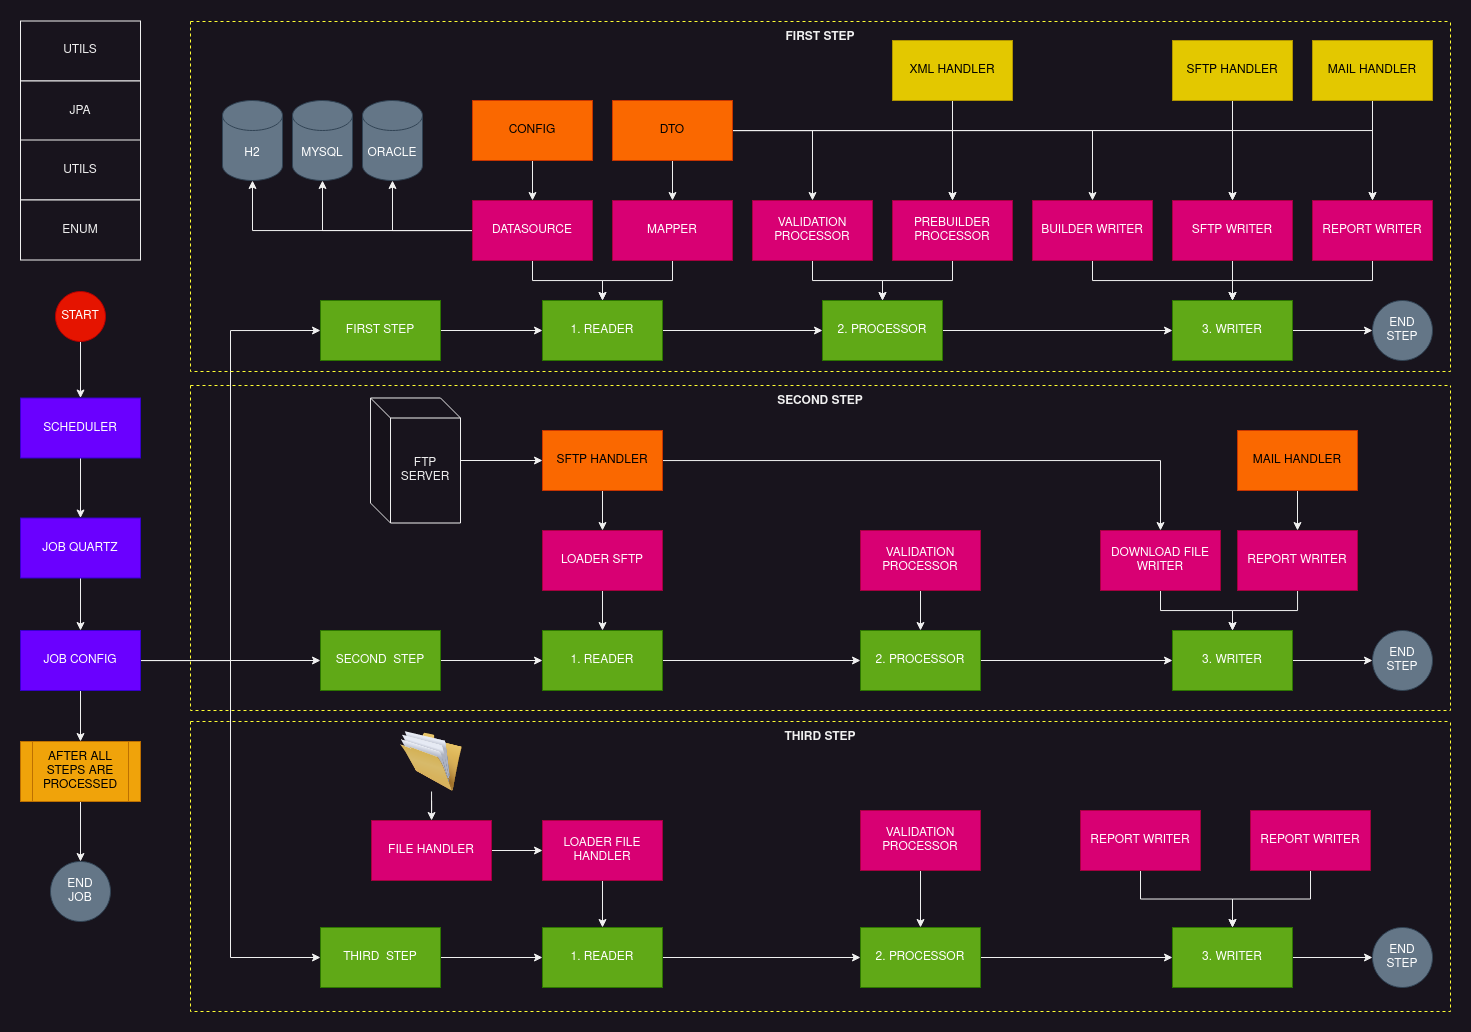 UTILS
JPA
UTILS
ENUM
START
SCHEDULER
JOB QUARTZ
JOB CONFIG
AFTER ALL
STEPS ARE
PROCESSED
END
JOB
FIRST STEP
XML HANDLER
SFTP HANDLER
MAIL HANDLER
H2
MYSQL
ORACLE
CONFIG
DTO
DATASOURCE
MAPPER
VALIDATION
PROCESSOR
PREBUILDER
PROCESSOR
BUILDER WRITER
SFTP WRITER
REPORT WRITER
FIRST STEP
1. READER
2. PROCESSOR
3. WRITER
END
STEP
SECOND STEP
FTP
SERVER
SFTP HANDLER
MAIL HANDLER
LOADER SFTP
VALIDATION
PROCESSOR
DOWNLOAD FILE
WRITER
REPORT WRITER
SECOND STEP
1. READER
2. PROCESSOR
3. WRITER
END
STEP
THIRD STEP
FILE HANDLER
LOADER FILE
HANDLER
VALIDATION
PROCESSOR
REPORT WRITER
REPORT WRITER
THIRD STEP
1. READER
2. PROCESSOR
3. WRITER
END
STEP